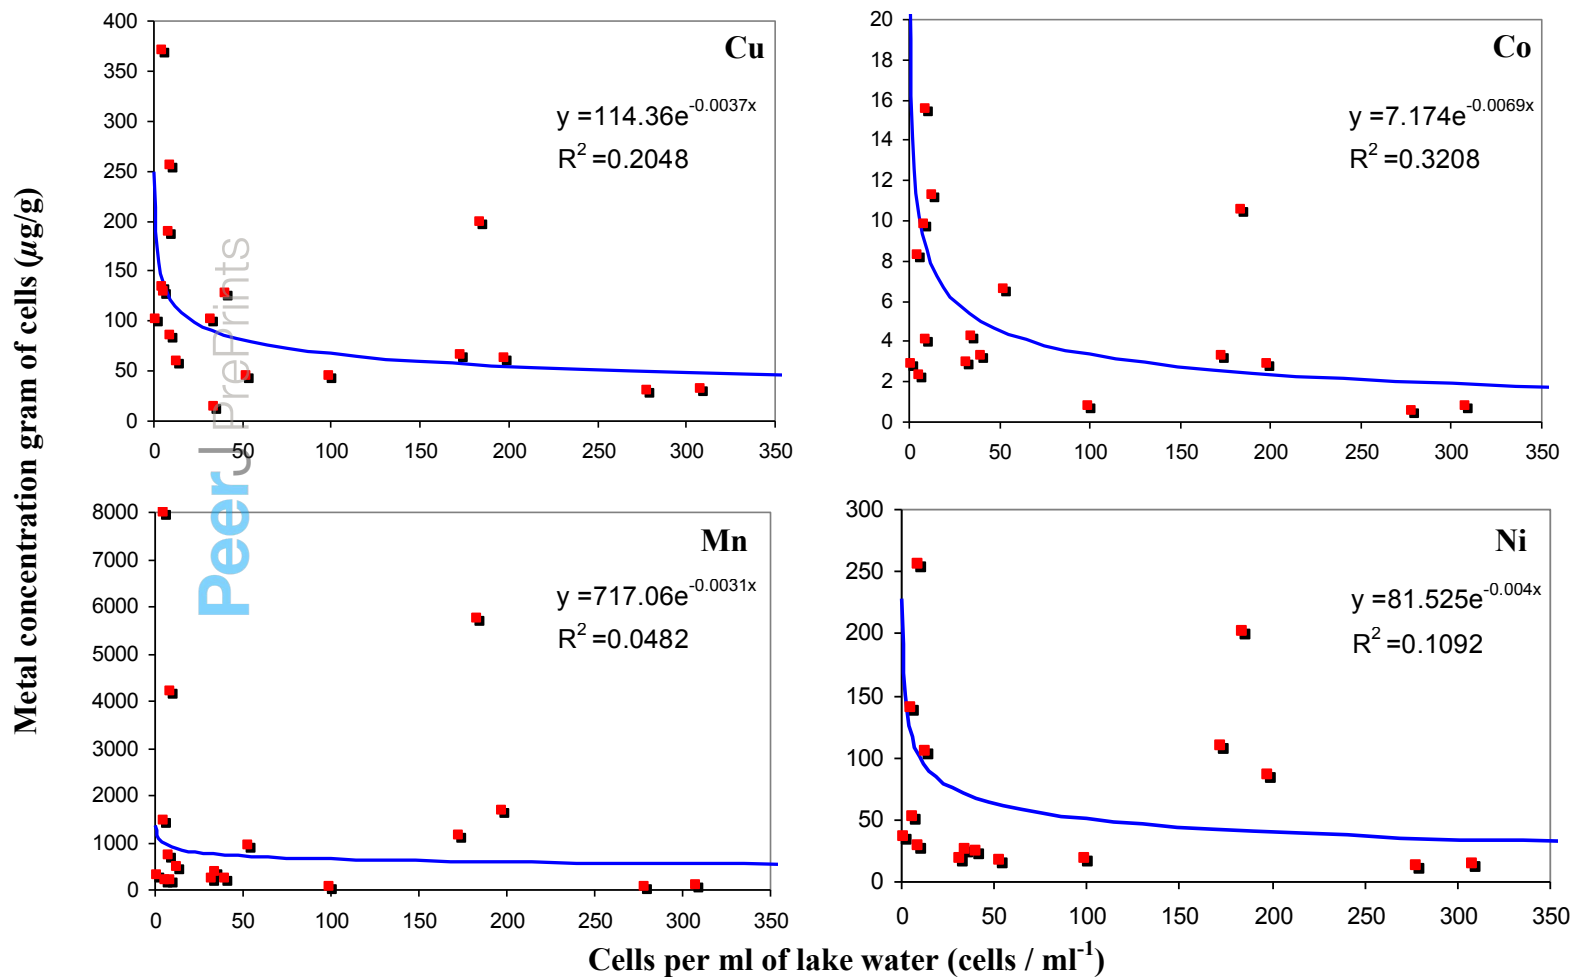 Metal concentration gram of cells (µg/g)
Cu
y =114.36e-0.0037x
R2 =0.2048
400
350
300
250
200
150
100
50
0
0 50 100 150 200 250 300 350
Co
y =7.174e-0.0069x
R2 =0.3208
20
18
16
14
12
10
8
6
4
2
0
0 50 100 150 200 250 300 350
PeerJ PrePrints
Mn
y =717.06e-0.0031x
R2 =0.0482
8000
7000
6000
5000
4000
3000
2000
1000
0
0 50 100 150 200 250 300 350
Ni
y =81.525e-0.004x
R2 =0.1092
300
250
200
150
100
50
0
0 50 100 150 200 250 300 350
Cells per ml of lake water (cells / ml-1)